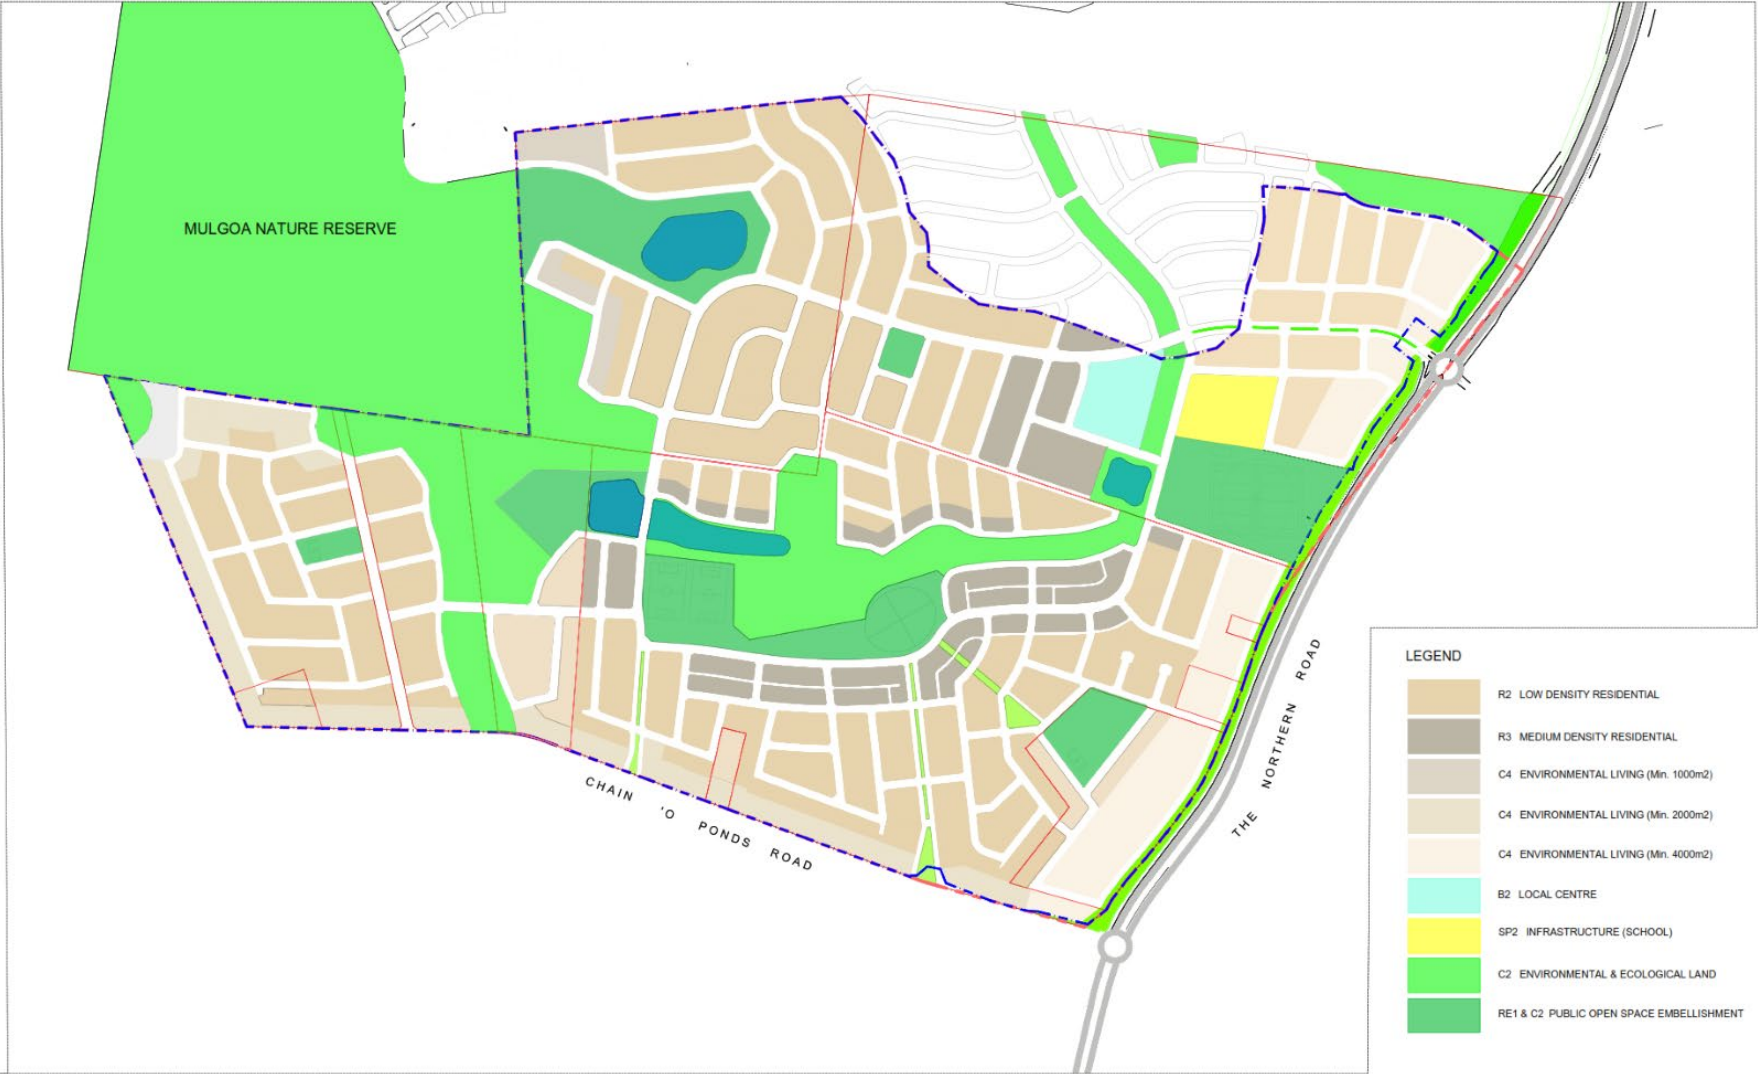 MULGOA NATURE RESERVE
CHAIN 'O PONDS ROAD
THE NORTHERN ROAD
LEGEND
R2 LOW DENSITY RESIDENTIAL
R3 MEDIUM DENSITY RESIDENTIAL
C4 ENVIRONMENTAL LIVING (Min. 1000m2)
C4 ENVIRONMENTAL LIVING (Min. 2000m2)
C4 ENVIRONMENTAL LIVING (Min. 4000m2)
B2 LOCAL CENTRE
SP2 INFRASTRUCTURE (SCHOOL)
C2 ENVIRONMENTAL & ECOLOGICAL LAND
RE1 & C2 PUBLIC OPEN SPACE EMBELLISHMENT